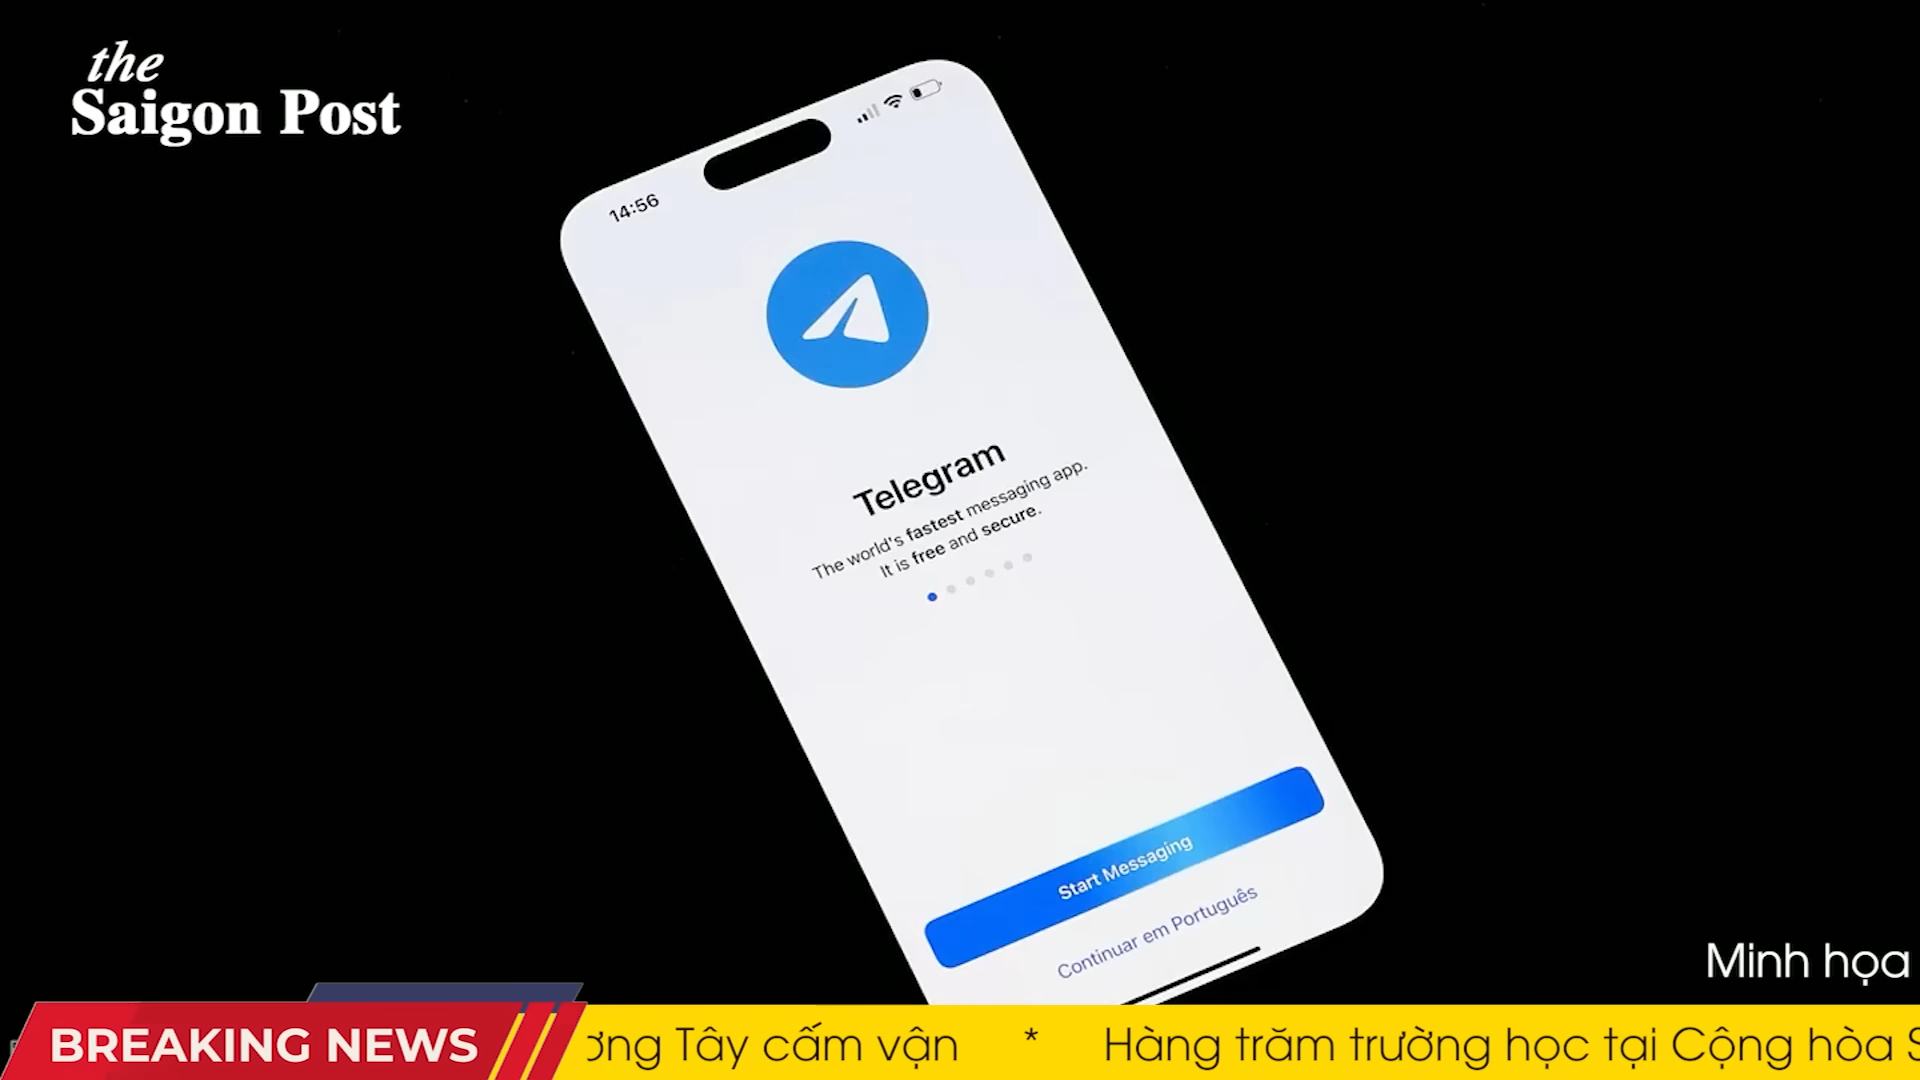 the
Saigon Post
14:56
Telegram
The world's fastest messaging app.
It is free and secure.
Start Messaging
Continuar em Português
Minh họa
BREAKING NEWS
Tây cấm vận * Hàng trăm trường học tại Cộng hòa